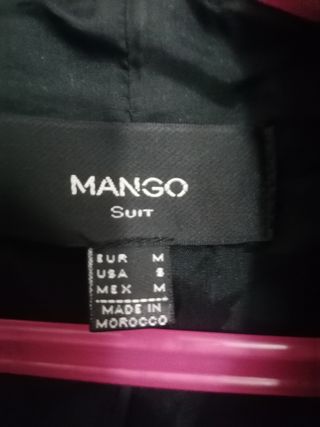 MANGO
SUIT
EUR M
USA S
MEX M
MADE IN
MOROCCO